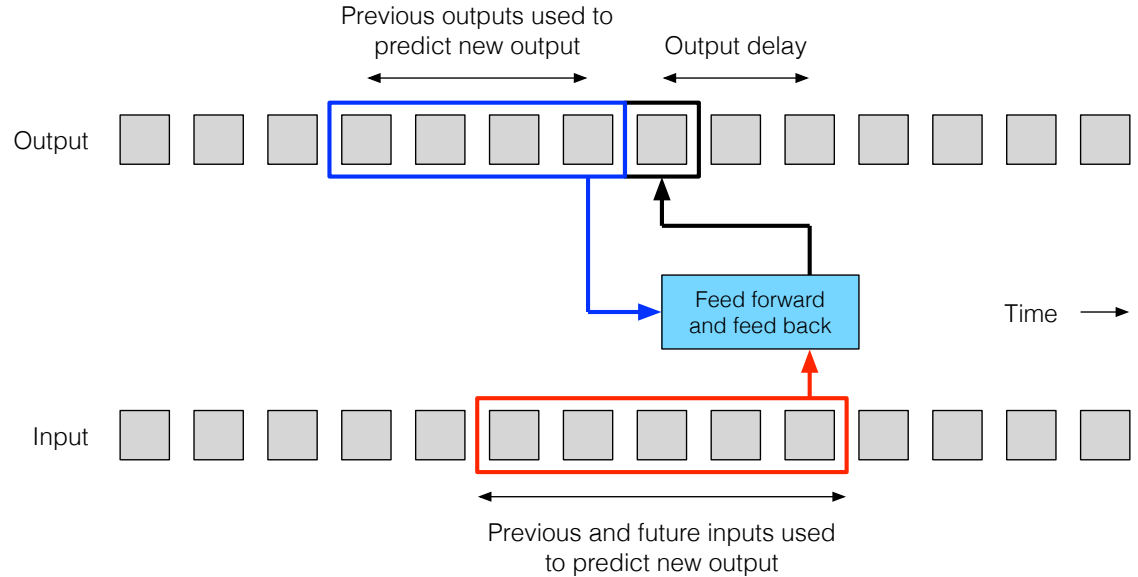 Previous outputs used to
predict new output
Output delay
Output
Feed forward
and feed back
Time
Input
Previous and future inputs used
to predict new output